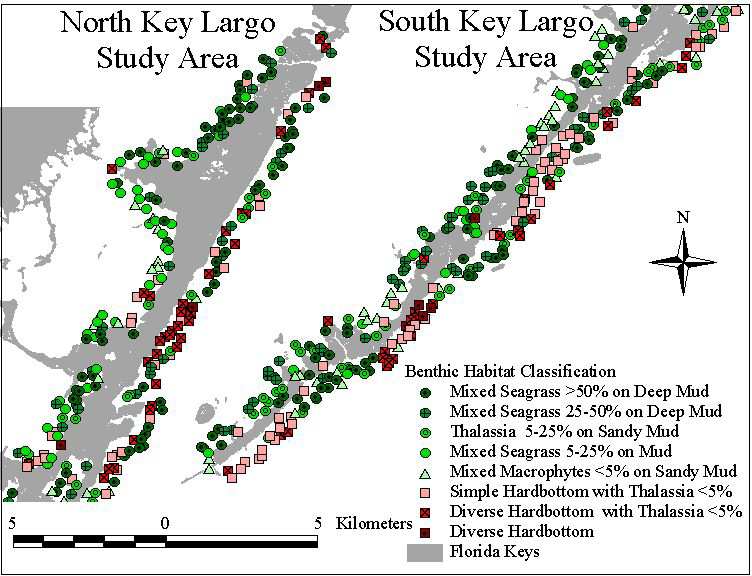 North Key Largo
Study Area
South Key Largo
Study Area
N
Benthic Habitat Classification
Mixed Seagrass >50% on Deep Mud
Mixed Seagrass 25-50% on Deep Mud
Thalassia 5-25% on Sandy Mud
Mixed Seagrass 5-25% on Mud
Mixed Macrophytes <5% on Sandy Mud
Simple Hardbottom with Thalassia <5%
Diverse Hardbottom with Thalassia <5%
Diverse Hardbottom
Florida Keys
5 0 5 Kilometers